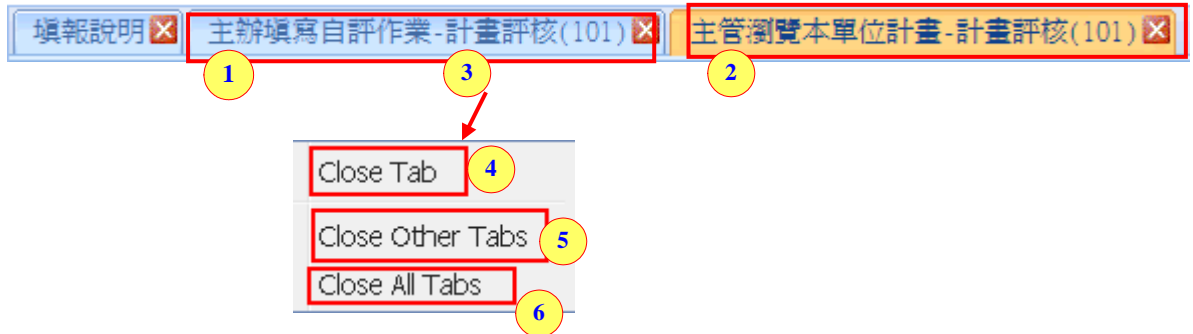 填報說明 主辦填寫自評作業-計畫評核(101) 主管瀏覽本單位計畫-計畫評核(101)
1 3 2
Close Tab 4
Close Other Tabs 5
Close All Tabs
6